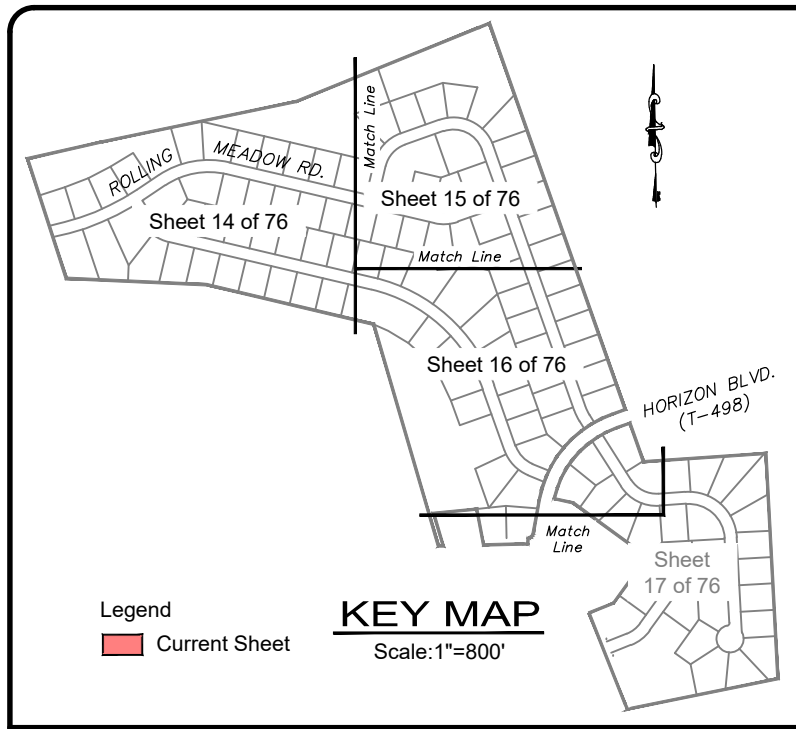 Match Line
ROLLING MEADOW RD.
Sheet 15 of 76
Sheet 14 of 76
Match Line
Sheet 16 of 76
HORIZON BLVD.
(T-498)
Match
Line
Sheet
17 of 76
Legend
Current Sheet
KEY MAP
Scale:1"=800'